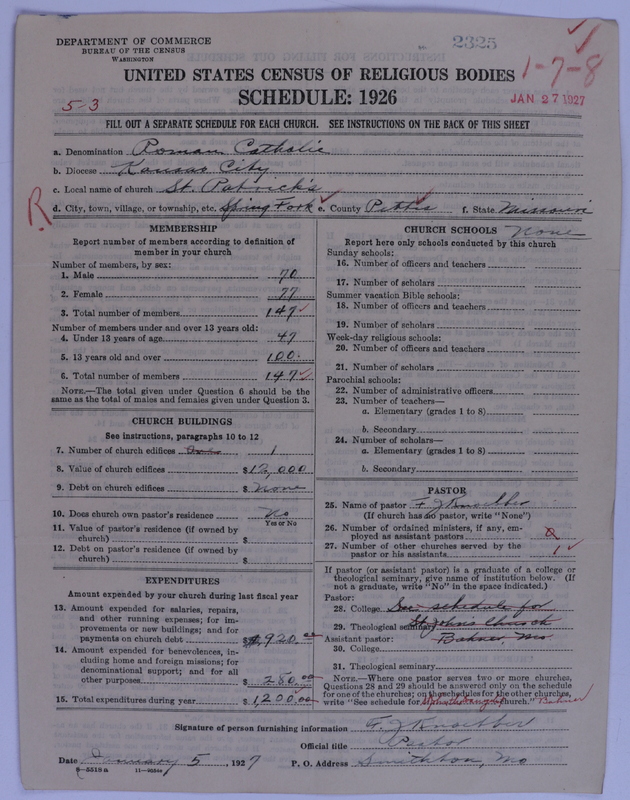 DEPARTMENT OF COMMERCE
BUREAU OF THE CENSUS
WASHINGTON
2325
1-7-8
UNITED STATES CENSUS OF RELIGIOUS BODIES
SCHEDULE: 1926
5-3
JAN 27 1927
FILL OUT A SEPARATE SCHEDULE FOR EACH CHURCH. SEE INSTRUCTIONS ON THE BACK OF THIS SHEET
a. Denomination Roman Catholic
b. Diocese Kansas City
c. Local name of church St. Patrick's
R
d. City, town, village, or township, etc. Spring Fork e. County Pettis f. State Missouri
MEMBERSHIP
Report number of members according to definition of
member in your church
Number of members, by sex:
1. Male 70
2. Female 77
3. Total number of members 147
Number of members under and over 13 years old:
4. Under 13 years of age 47
5. 13 years old and over 100
6. Total number of members 147
NOTE.—The total given under Question 6 should be the
same as the total of males and females given under Question 3.
CHURCH BUILDINGS
See instructions, paragraphs 10 to 12
7. Number of church edifices 1
8. Value of church edifices $12,000
9. Debt on church edifices $ None
10. Does church own pastor's residence No
Yes or No
11. Value of pastor's residence (if owned by
church) $
12. Debt on pastor's residence (if owned by
church) $
EXPENDITURES
Amount expended by your church during last fiscal year
13. Amount expended for salaries, repairs,
and other running expenses; for im-
provements or new buildings; and for
payments on church debt $ 920.00
14. Amount expended for benevolences, in-
cluding home and foreign missions; for
denominational support; and for all
other purposes $ 280.00
15. Total expenditures during year $1,200.00
CHURCH SCHOOLS None
Report here only schools conducted by this church
Sunday schools:
16. Number of officers and teachers
17. Number of scholars
Summer vacation Bible schools:
18. Number of officers and teachers
19. Number of scholars
Week-day religious schools:
20. Number of officers and teachers
21. Number of scholars
Parochial schools:
22. Number of administrative officers
23. Number of teachers—
a. Elementary (grades 1 to 8)
b. Secondary
24. Number of scholars—
a. Elementary (grades 1 to 8)
b. Secondary
PASTOR
25. Name of pastor F. J. Knoebber
(If church has no pastor, write "None")
26. Number of ordained ministers, if any, em-
ployed as assistant pastors 0
27. Number of other churches served by the
pastor or his assistants 1
If pastor (or assistant pastor) is a graduate of a college or
theological seminary, give name of institution below. (If
not a graduate, write "No" in the space indicated.)
Pastor:
28. College See schedule for
29. Theological seminary St. John's Church
Assistant pastor: Bahner, Mo
30. College
31. Theological seminary
NOTE.—Where one pastor serves two or more churches,
Questions 28 and 29 should be answered only on the schedule
for one of the churches; on the schedules for the other churches,
write "See schedule for church." Bahner
Signature of person furnishing information F. J. Knoebber
Official title Pastor
Date January 5, 1927 P. O. Address Smithton, Mo